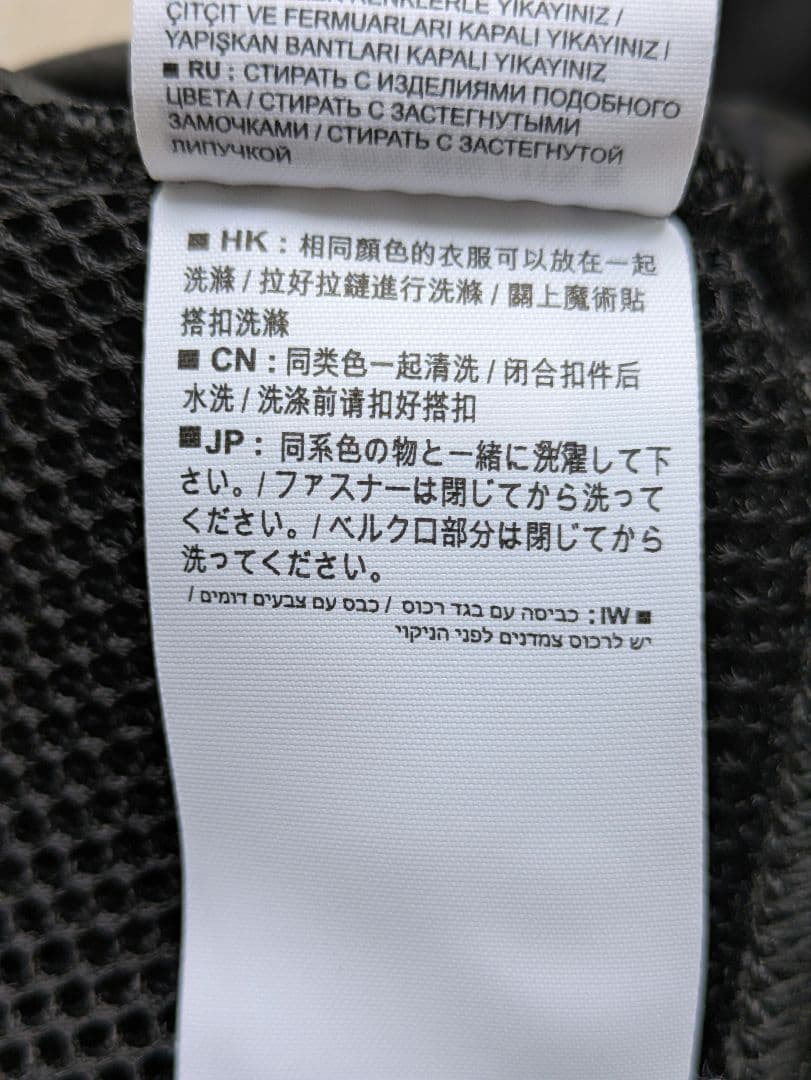 RENKLERLE YIKAYINIZ /
ÇITÇIT VE FERMUARLARI KAPALI YIKAYINIZ /
YAPIŞKAN BANTLARI KAPALI YIKAYINIZ
■ RU : СТИРАТЬ С ИЗДЕЛИЯМИ ПОДОБНОГО
ЦВЕТА / СТИРАТЬ С ЗАСТЕГНУТЫМИ
ЗАМОЧКАМИ / СТИРАТЬ С ЗАСТЕГНУТОЙ
ЛИПУЧКОЙ
■ HK : 相同顏色的衣服可以放在一起
洗滌 / 拉好拉鏈進行洗滌 / 關上魔術貼
搭扣洗滌
■ CN : 同类色一起清洗 / 闭合扣件后
水洗 / 洗涤前请扣好搭扣
■JP : 同系色の物と一緒に洗濯して下
さい。/ ファスナーは閉じてから洗って
ください。/ ベルクロ部分は閉じてから
洗ってください。
■ IW : כביסה עם בגד רכוס / כבס עם צבעים דומים /
יש לרכוס צמדנים לפני הניקוי